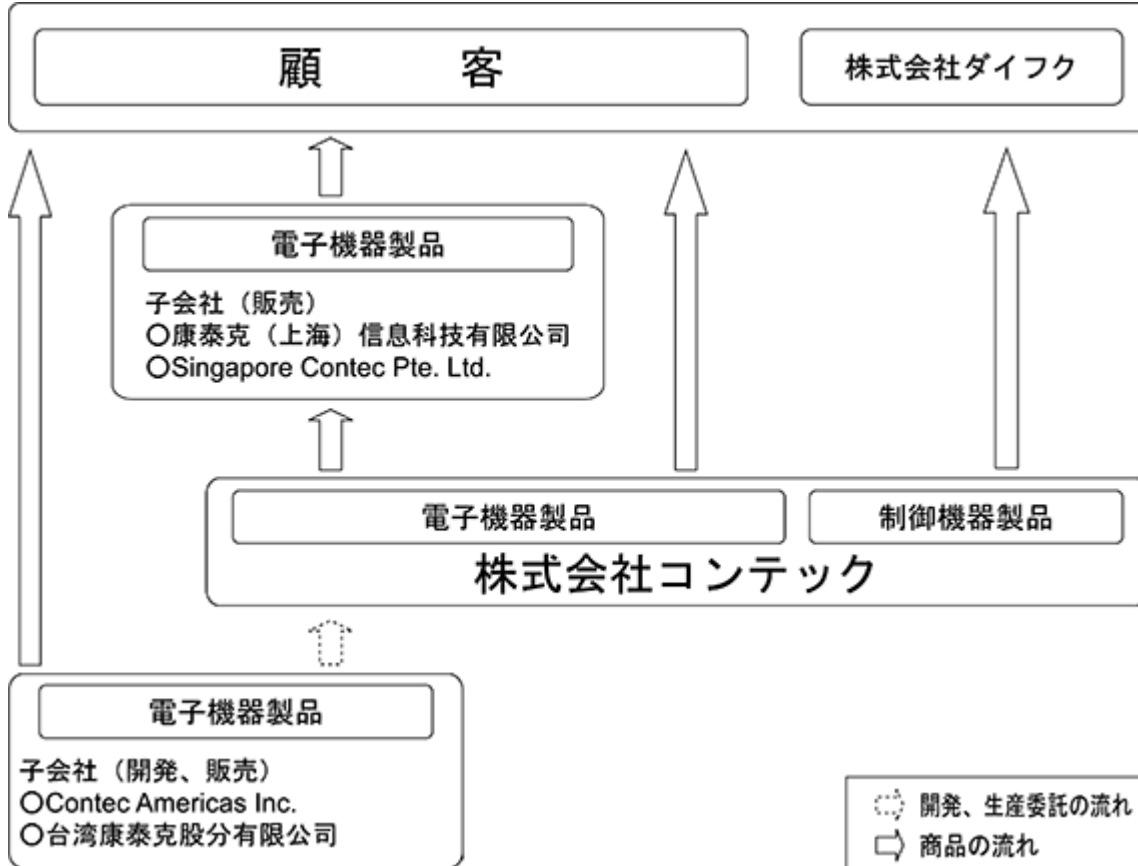 顧　客
株式会社ダイフク
電子機器製品
子会社（販売）
○康泰克（上海）信息科技有限公司
○Singapore Contec Pte. Ltd.
電子機器製品
制御機器製品
株式会社コンテック
電子機器製品
子会社（開発、販売）
○Contec Americas Inc.
○台湾康泰克股分有限公司
開発、生産委託の流れ
商品の流れ